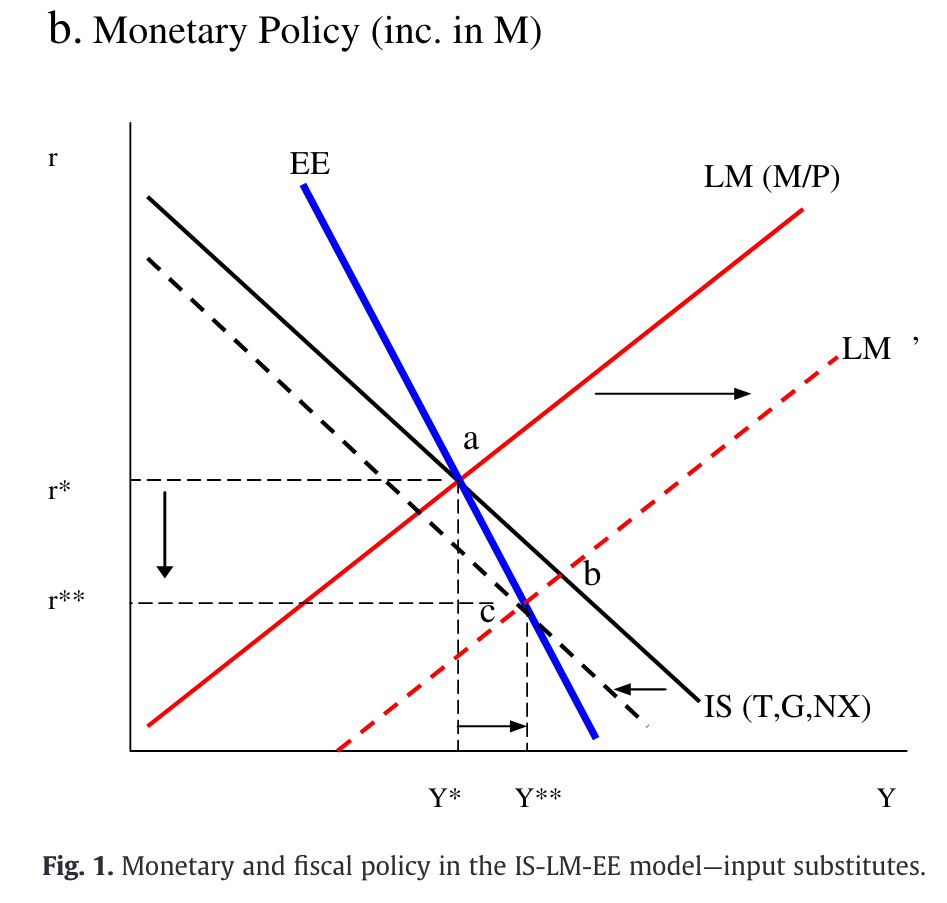 b. Monetary Policy (inc. in M)
r
EE
LM (M/P)
LM ’
a
r*
b
r**
c
IS (T,G,NX)
Y*
Y**
Y
Fig. 1. Monetary and fiscal policy in the IS-LM-EE model—input substitutes.